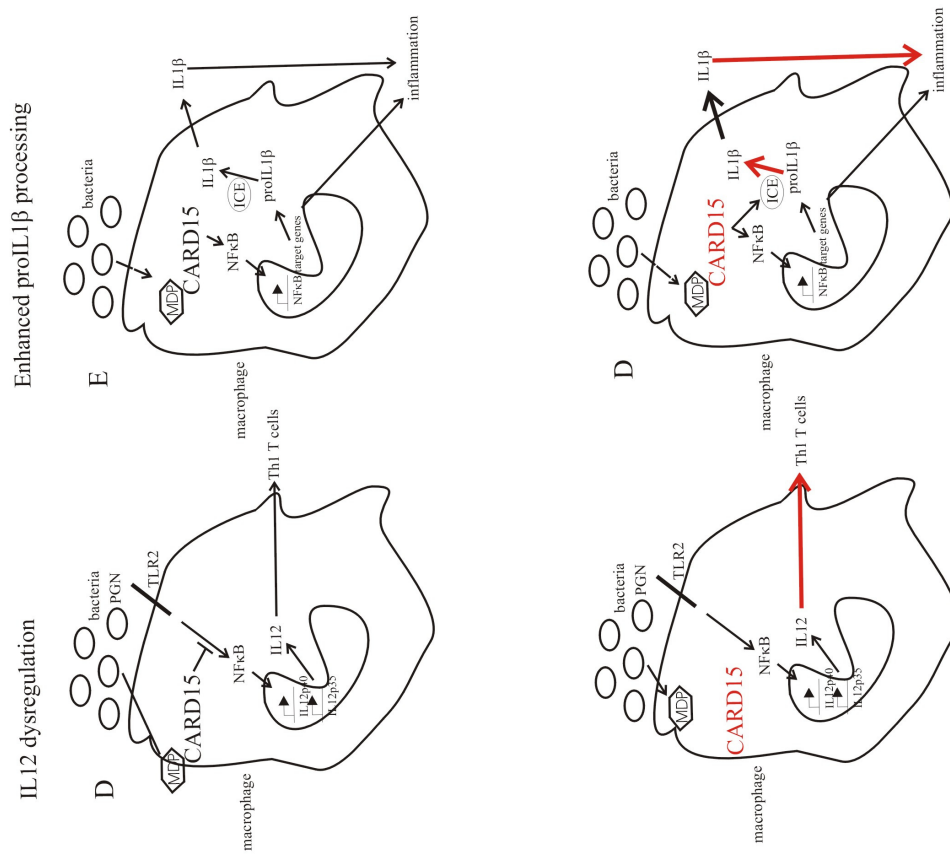 IL12 dysregulation
Enhanced proIL1β processing
D
bacteria
PGN
MDP
TLR2
CARD15
NFκB
IL12
IL12p40
IL12p35
Th1 T cells
macrophage
E
bacteria
MDP
CARD15
NFκB
IL1β
ICE
proIL1β
NFκB target genes
IL1β
inflammation
macrophage
bacteria
PGN
MDP
TLR2
CARD15
NFκB
IL12
IL12p40
IL12p35
Th1 T cells
macrophage
D
bacteria
MDP
CARD15
NFκB
IL1β
ICE
proIL1β
NFκB target genes
IL1β
inflammation
macrophage